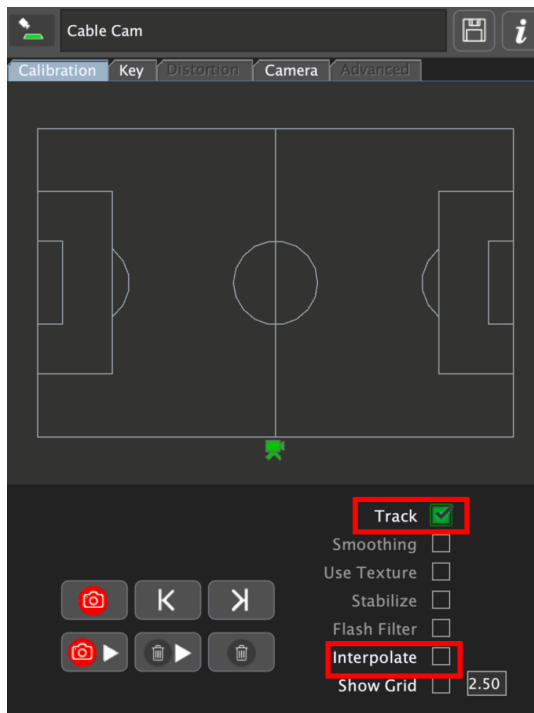 Cable Cam
i
Calibration Key Distortion Camera Advanced
Track
Smoothing
Use Texture
Stabilize
Flash Filter
Interpolate
Show Grid 2.50